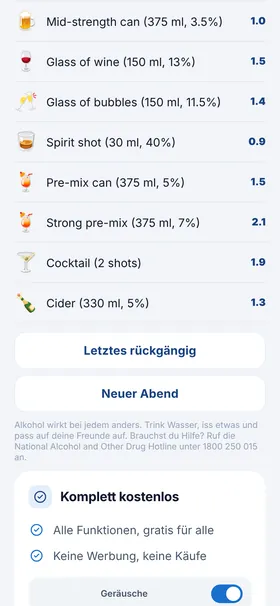 Mid-strength can (375 ml, 3.5%) 1.0
Glass of wine (150 ml, 13%) 1.5
Glass of bubbles (150 ml, 11.5%) 1.4
Spirit shot (30 ml, 40%) 0.9
Pre-mix can (375 ml, 5%) 1.5
Strong pre-mix (375 ml, 7%) 2.1
Cocktail (2 shots) 1.9
Cider (330 ml, 5%) 1.3
Letztes rückgängig
Neuer Abend
Alkohol wirkt bei jedem anders. Trink Wasser, iss etwas und
pass auf deine Freunde auf. Brauchst du Hilfe? Ruf die
National Alcohol and Other Drug Hotline unter 1800 250 015
an.
Komplett kostenlos
Alle Funktionen, gratis für alle
Keine Werbung, keine Käufe
Geräusche